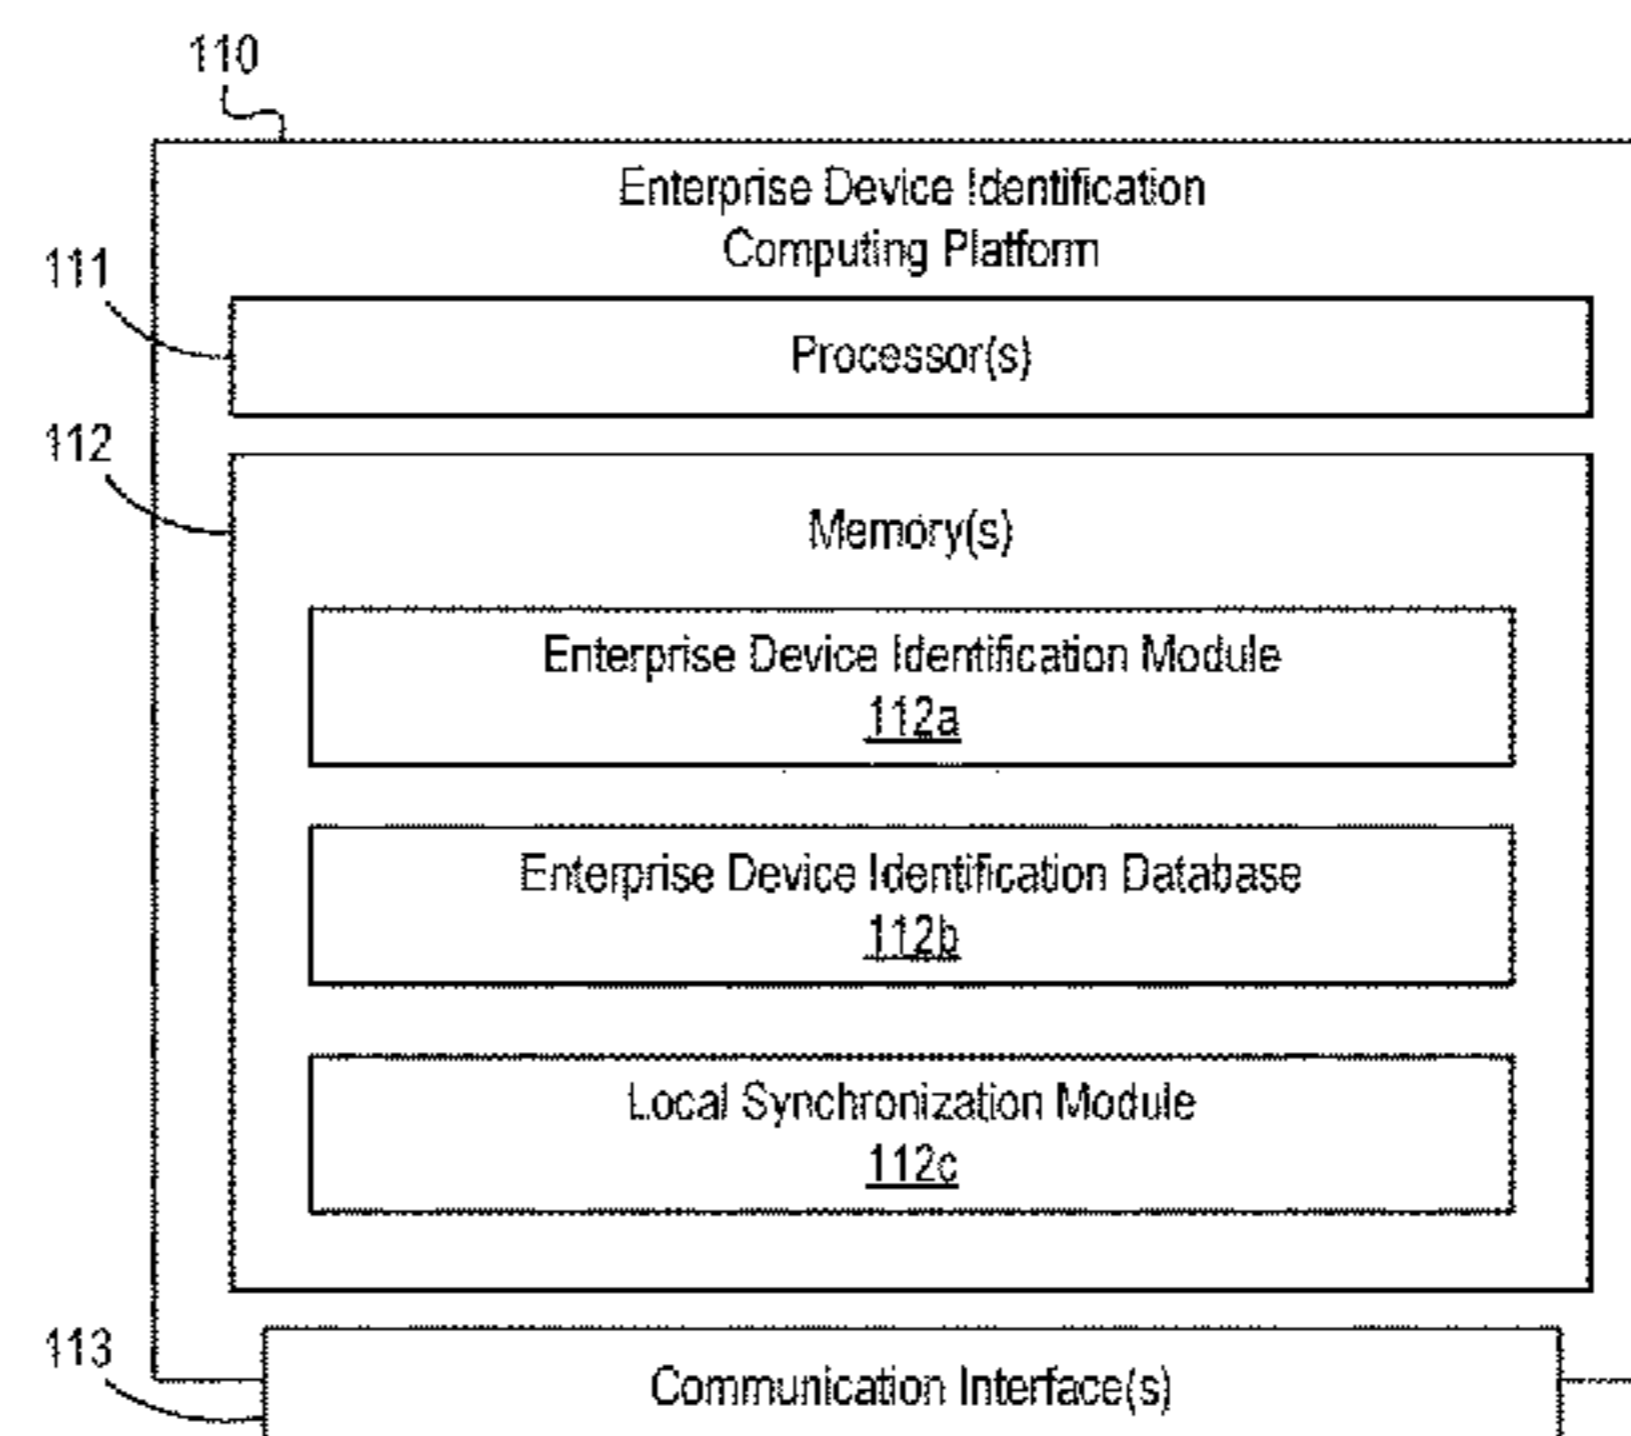 110
Enterprise Device Identification
Computing Platform
111
Processor(s)
112
Memory(s)
Enterprise Device Identification Module
112a
Enterprise Device Identification Database
112b
Local Synchronization Module
112c
113
Communication Interface(s)